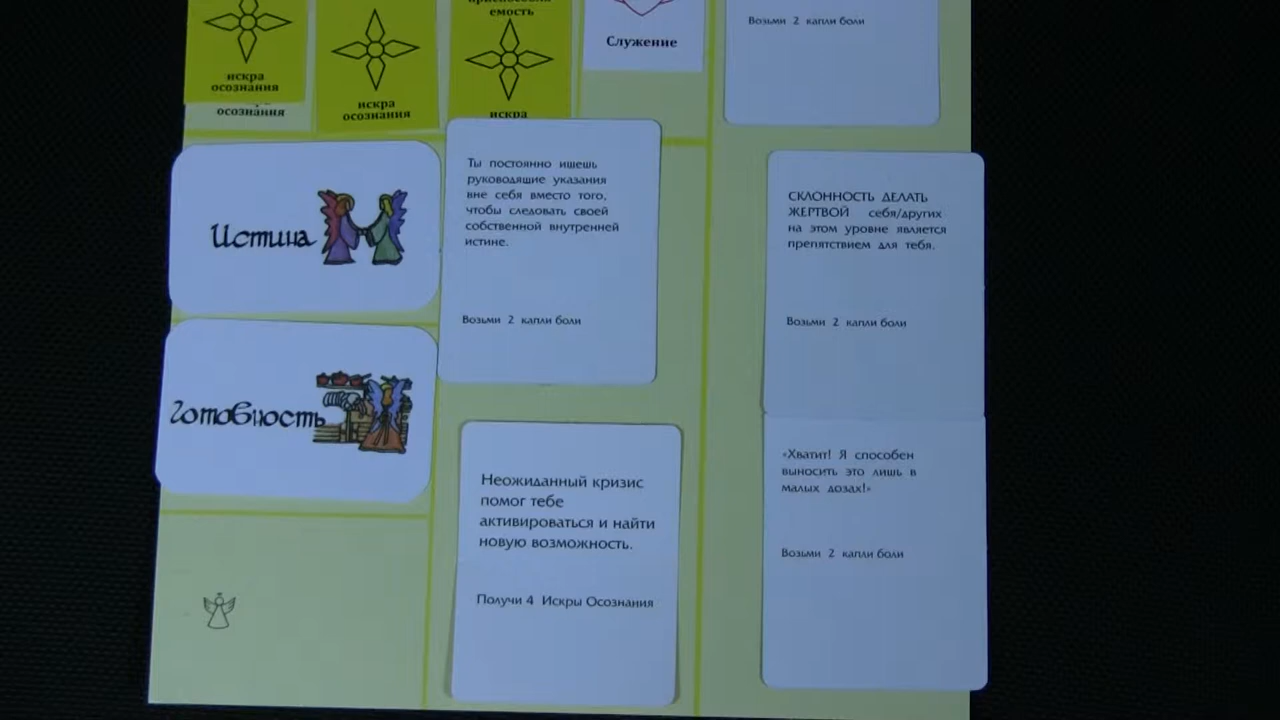 искра
осознания
осознания
искра
осознания
емость
искра
Служение
Возьми 2 капли боли
Истина
Готовность
Ты постоянно ищешь
руководящие указания
вне себя вместо того,
чтобы следовать своей
собственной внутренней
истине.
Возьми 2 капли боли
Неожиданный кризис
помог тебе
активироваться и найти
новую возможность.
Получи 4 Искры Осознания
СКЛОННОСТЬ ДЕЛАТЬ
ЖЕРТВОЙ себя/других
на этом уровне является
препятствием для тебя.
Возьми 2 капли боли
«Хватит! Я способен
выносить это лишь в
малых дозах!»
Возьми 2 капли боли